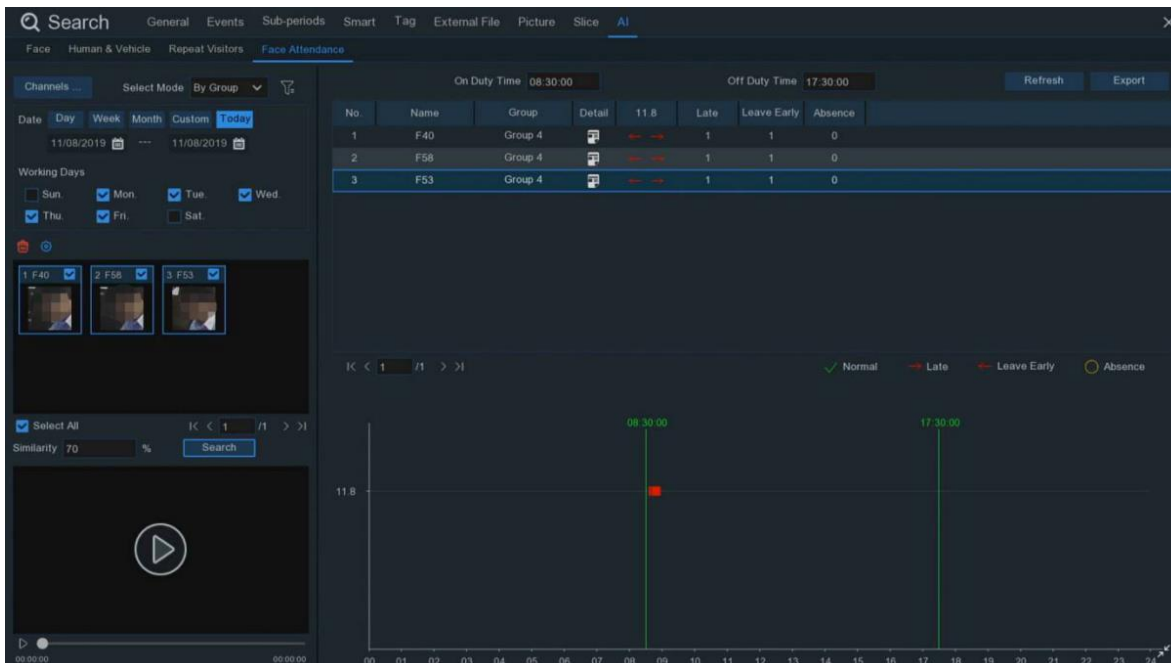 Search General Events Sub-periods Smart Tag External File Picture Slice AI
Face Human & Vehicle Repeat Visitors Face Attendance
Channels ... Select Mode By Group
Date Day Week Month Custom Today
11/08/2019 --- 11/08/2019
Working Days
Sun. Mon. Tue. Wed.
Thu. Fri. Sat.
1 F40 2 F58 3 F53
Select All 1 /1
Similarity 70 % Search
00:00:00 00:00:00
On Duty Time 08:30:00 Off Duty Time 17:30:00 Refresh Export
No. Name Group Detail 11.8 Late Leave Early Absence
1 F40 Group 4 1 1 0
2 F58 Group 4 1 1 0
3 F53 Group 4 1 1 0
1 /1 Normal Late Leave Early Absence
08:30:00 17:30:00
11.8
00 01 02 03 04 05 06 07 08 09 10 11 12 13 14 15 16 17 18 19 20 21 22 23